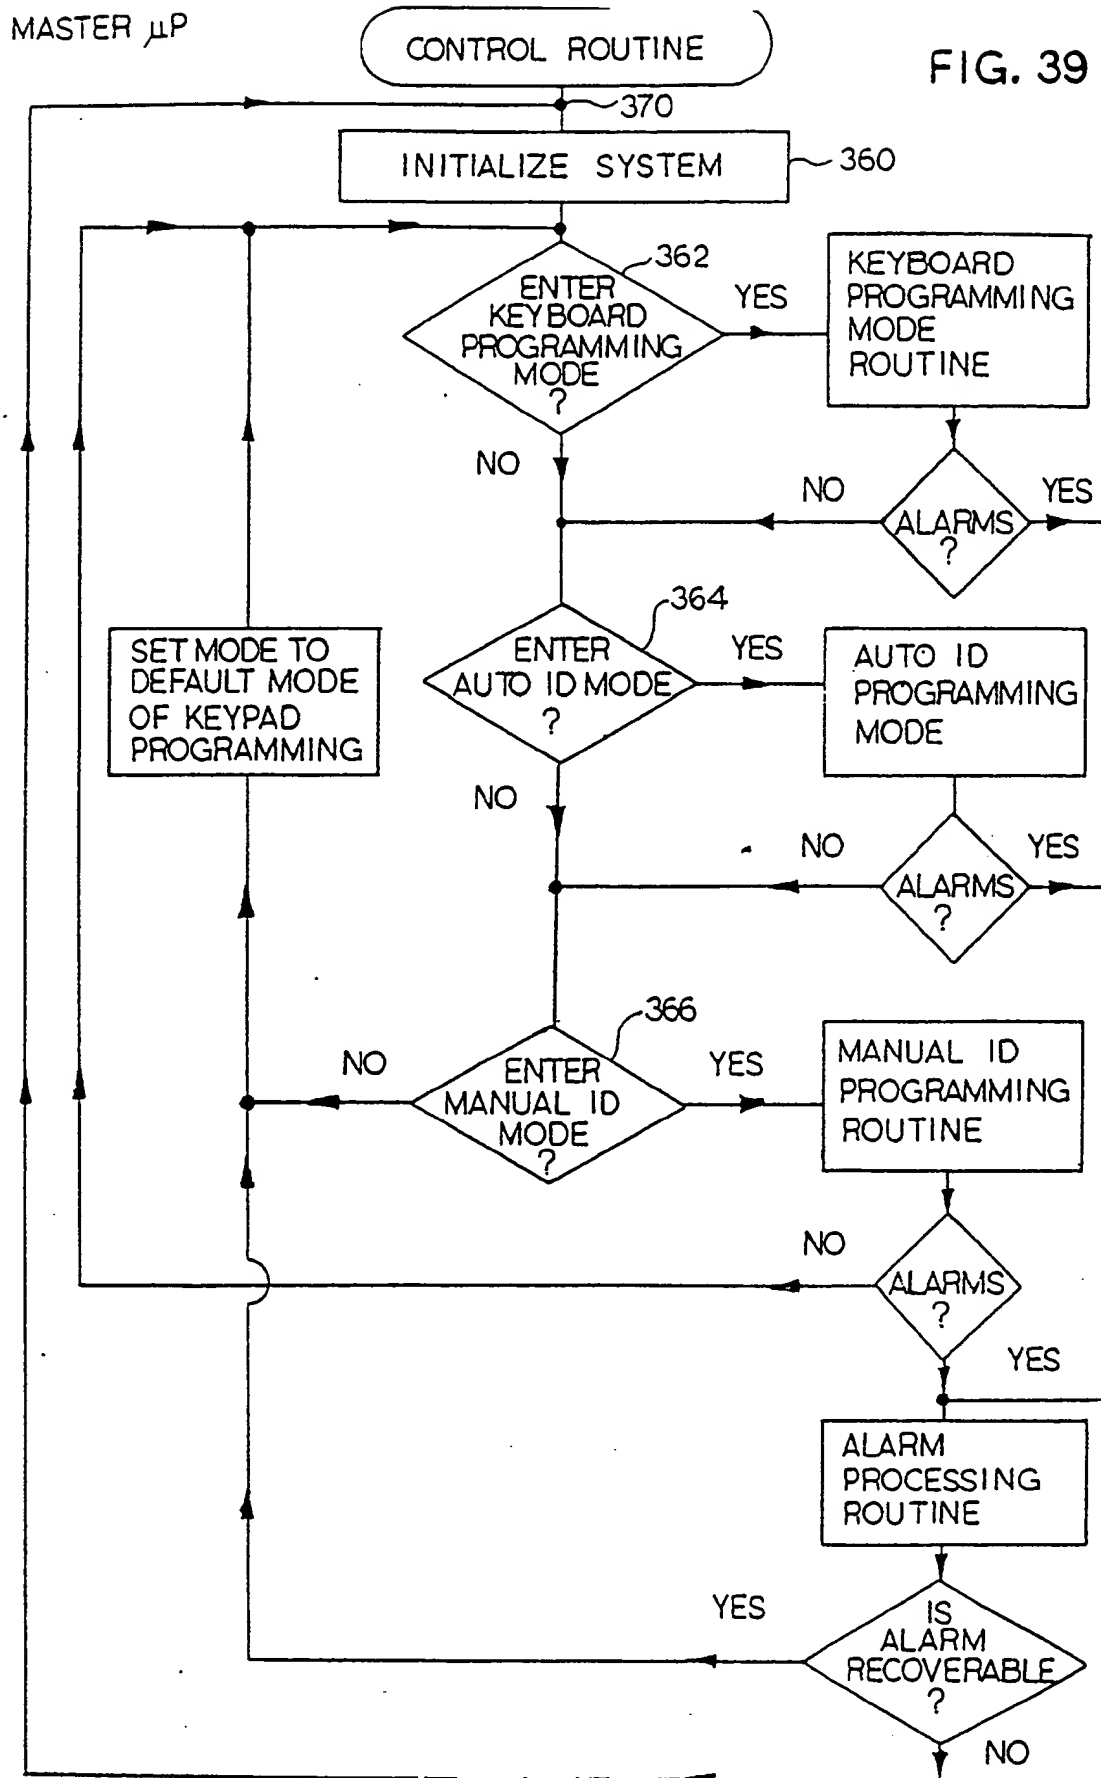 MASTER µP
CONTROL ROUTINE
FIG. 39
370
INITIALIZE SYSTEM
360
362
ENTER
KEYBOARD
PROGRAMMING
MODE
?
YES
KEYBOARD
PROGRAMMING
MODE
ROUTINE
NO
NO
ALARMS
?
YES
364
ENTER
AUTO ID MODE
?
YES
AUTO ID
PROGRAMMING
MODE
SET MODE TO
DEFAULT MODE
OF KEYPAD
PROGRAMMING
NO
NO
ALARMS
?
YES
366
NO
ENTER
MANUAL ID
MODE
?
YES
MANUAL ID
PROGRAMMING
ROUTINE
NO
ALARMS
?
YES
ALARM
PROCESSING
ROUTINE
YES
IS
ALARM
RECOVERABLE
?
NO